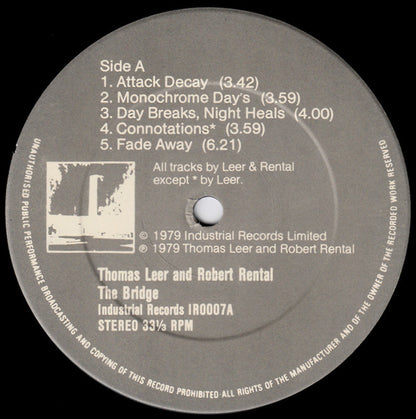 Side A
1. Attack Decay (3.42)
2. Monochrome Day's (3.59)
3. Day Breaks, Night Heals (4.00)
4. Connotations* (3.59)
5. Fade Away (6.21)
All tracks by Leer & Rental
except * by Leer.
© 1979 Industrial Records Limited
℗ 1979 Thomas Leer and Robert Rental
Thomas Leer and Robert Rental
The Bridge
Industrial Records IR0007A
STEREO 33⅓ RPM
UNAUTHORISED PUBLIC PERFORMANCE BROADCASTING AND COPYING OF THIS RECORD PROHIBITED ALL RIGHTS OF THE MANUFACTURER AND OF THE OWNER OF THE RECORDED WORK RESERVED